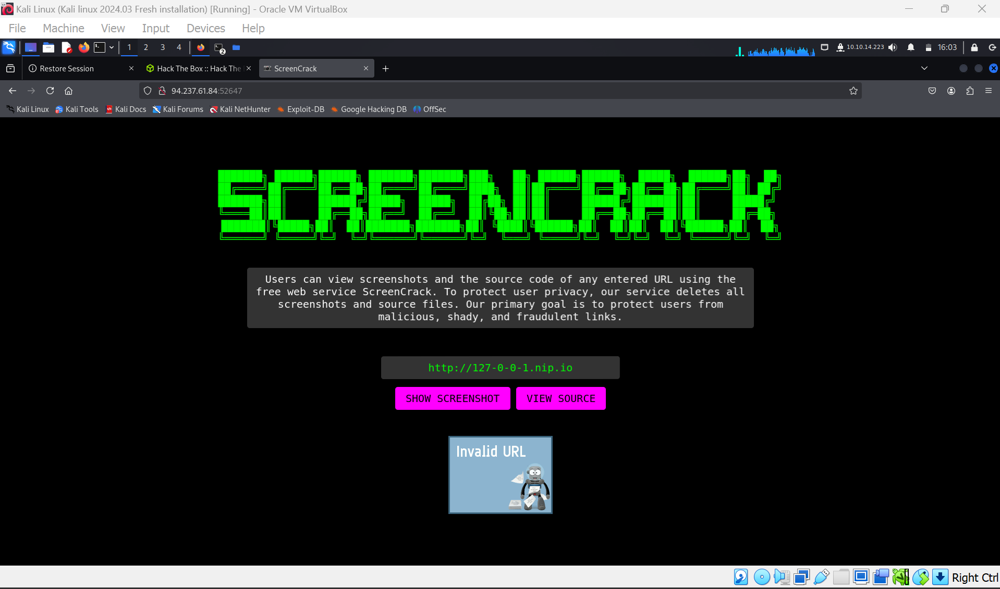 Kali Linux (Kali linux 2024.03 Fresh installation) [Running] - Oracle VM VirtualBox
File Machine View Input Devices Help
1 2 3 4 2 10.10.14.223 16:03
Restore Session Hack The Box :: Hack The ScreenCrack
94.237.61.84:52647
Kali Linux Kali Tools Kali Docs Kali Forums Kali NetHunter Exploit-DB Google Hacking DB OffSec
SCREENCRACK
Users can view screenshots and the source code of any entered URL using the
free web service ScreenCrack. To protect user privacy, our service deletes all
screenshots and source files. Our primary goal is to protect users from
malicious, shady, and fraudulent links.
http://127-0-0-1.nip.io
SHOW SCREENSHOT VIEW SOURCE
Invalid URL
Right Ctrl